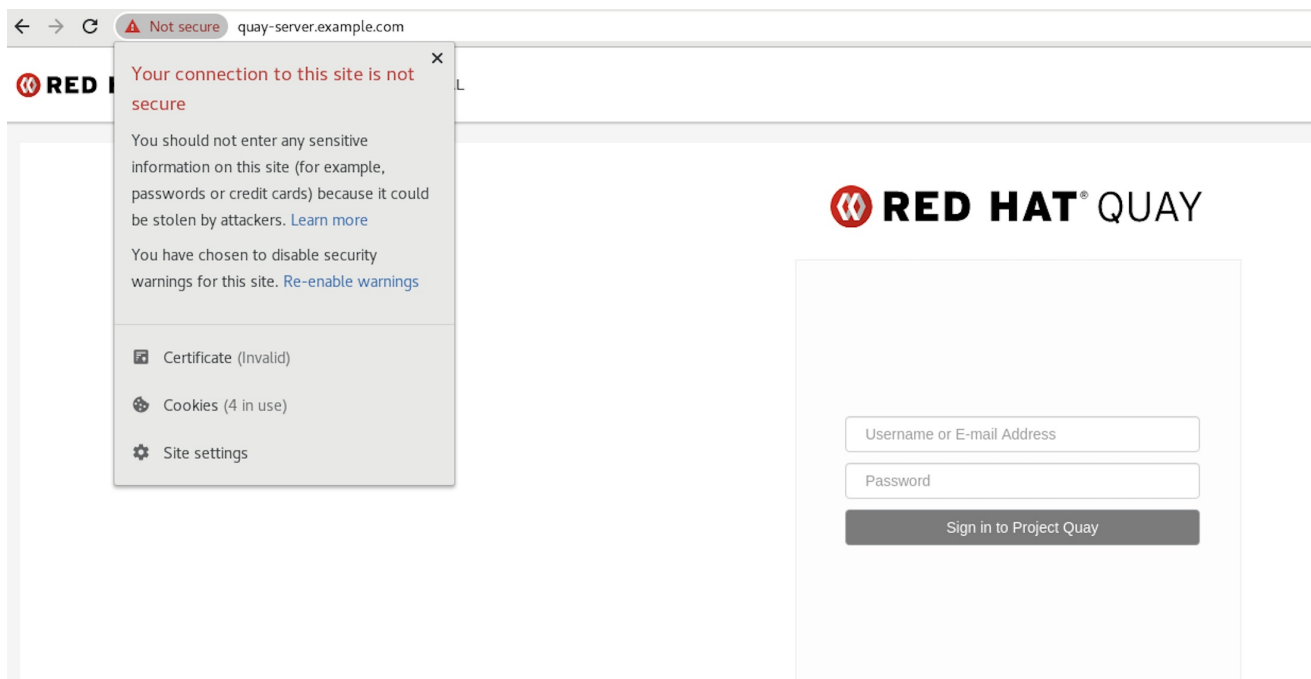 Not secure quay-server.example.com
RED H
L
Your connection to this site is not
secure
You should not enter any sensitive
information on this site (for example,
passwords or credit cards) because it could
be stolen by attackers. Learn more
You have chosen to disable security
warnings for this site. Re-enable warnings
Certificate (Invalid)
Cookies (4 in use)
Site settings
RED HAT® QUAY
Username or E-mail Address
Password
Sign in to Project Quay